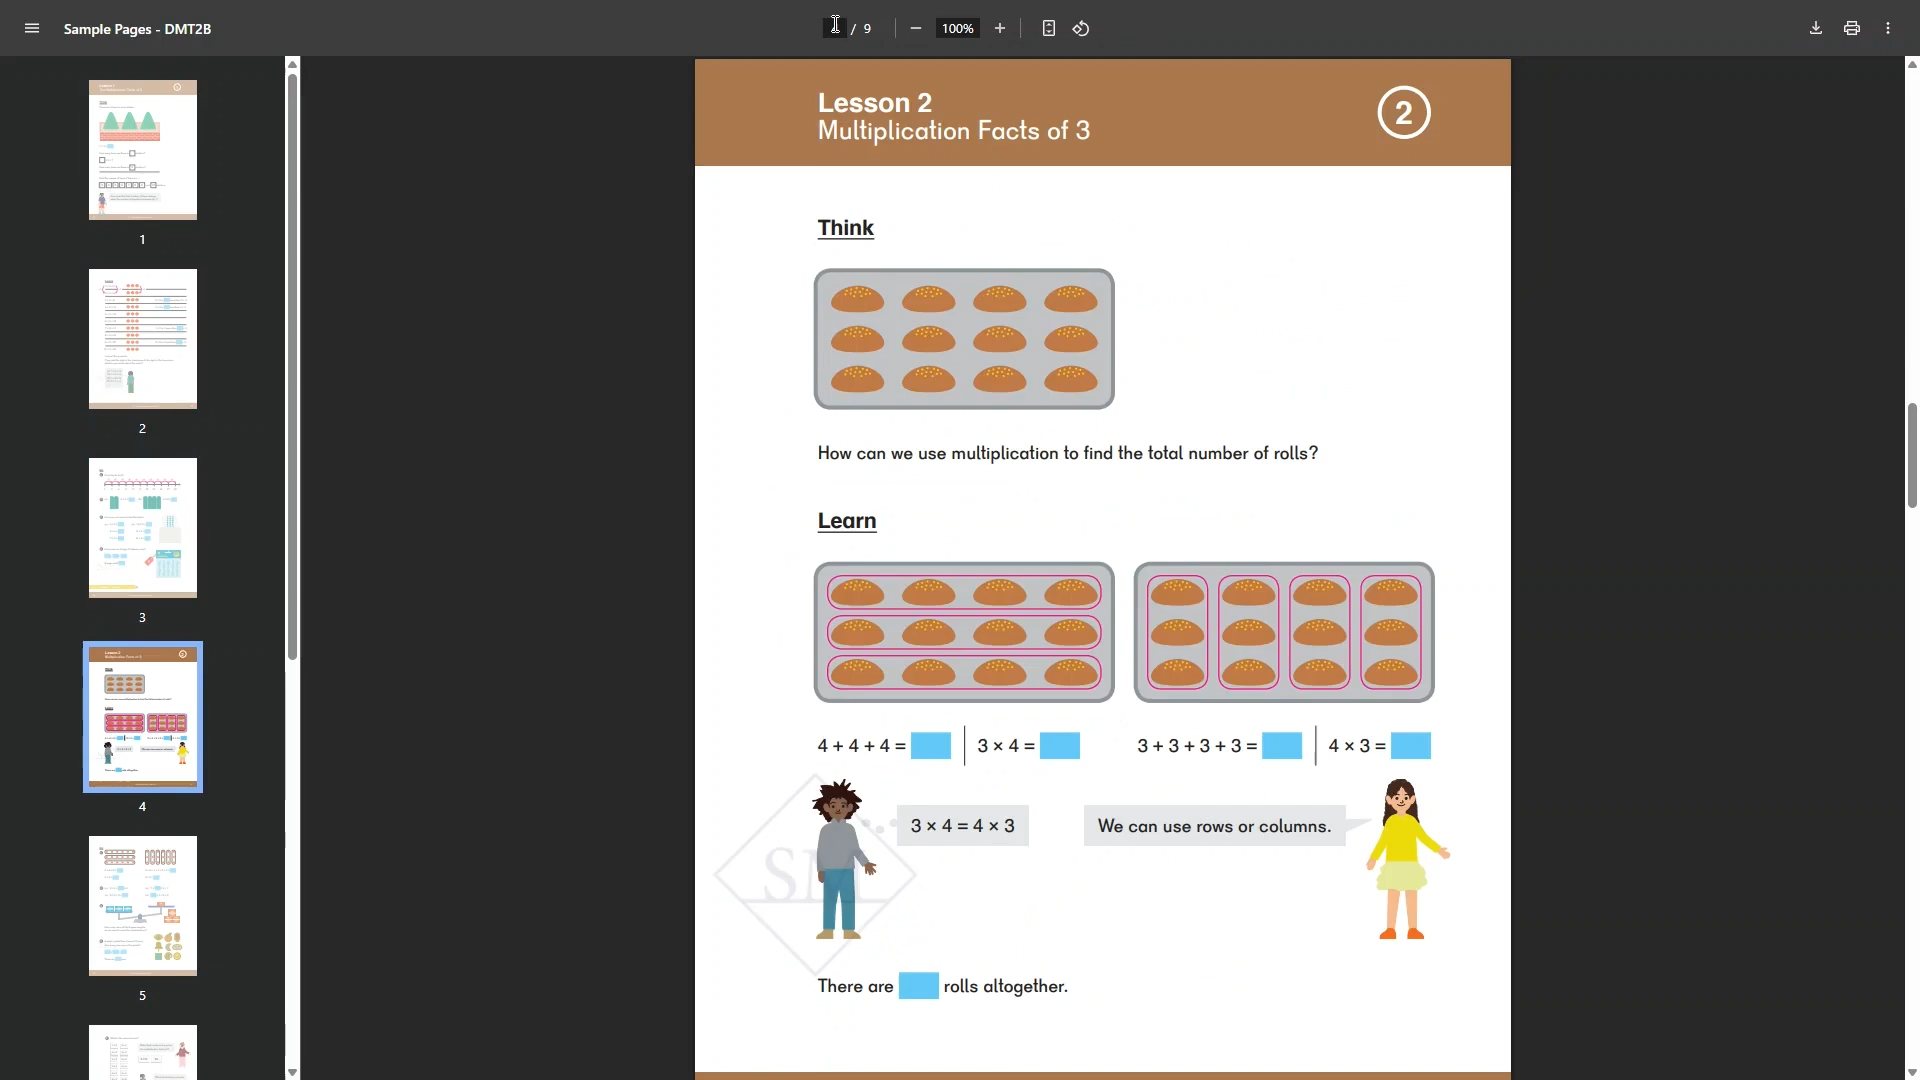 Sample Pages - DMT2B
/ 9
100%
1
2
3
4
5
Lesson 2
Multiplication Facts of 3
2
Think
How can we use multiplication to find the total number of rolls?
Learn
4 + 4 + 4 =
3 × 4 =
3 + 3 + 3 + 3 =
4 × 3 =
3 × 4 = 4 × 3
We can use rows or columns.
SM
There are
rolls altogether.